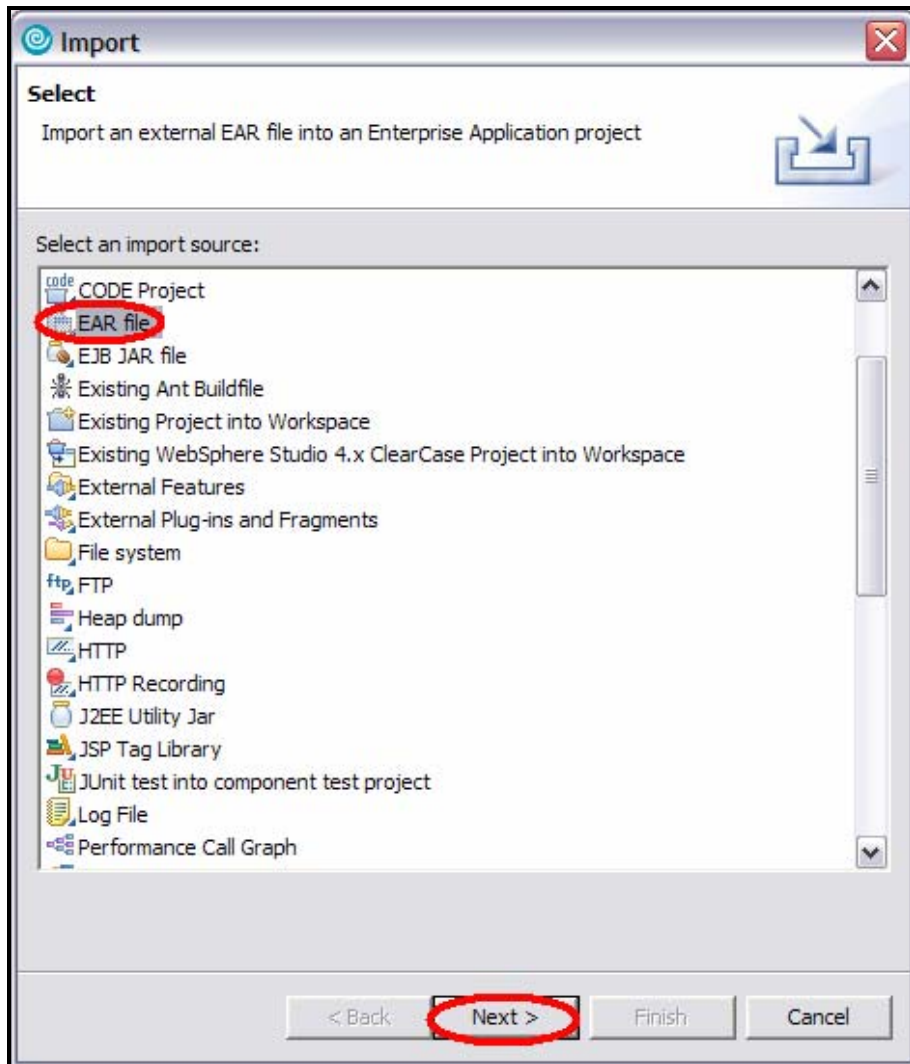 Import
Select
Import an external EAR file into an Enterprise Application project
Select an import source:
code CODE Project
EAR file
EJB JAR file
Existing Ant Buildfile
Existing Project into Workspace
Existing WebSphere Studio 4.x ClearCase Project into Workspace
External Features
External Plug-ins and Fragments
File system
ftp FTP
Heap dump
HTTP
HTTP Recording
J2EE Utility Jar
JSP Tag Library
JUnit test into component test project
Log File
Performance Call Graph
< Back Next > Finish Cancel